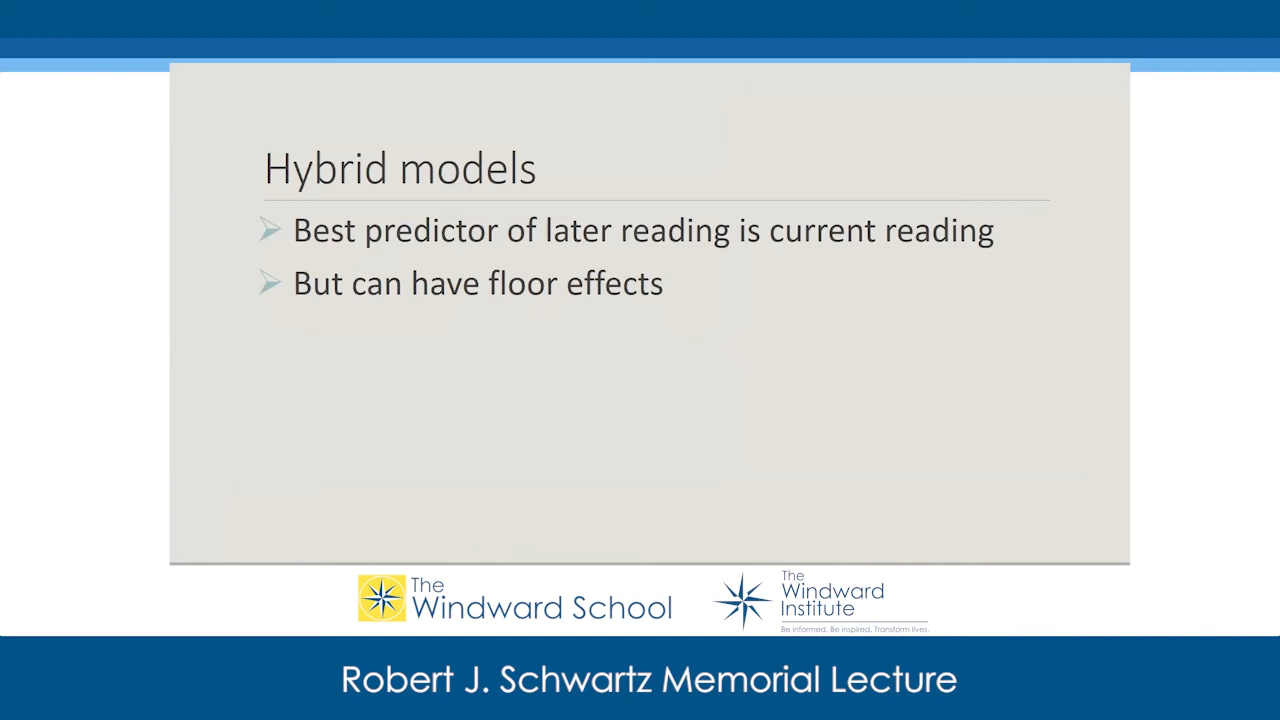 Hybrid models
Best predictor of later reading is current reading
But can have floor effects
The
Windward School
The
Windward
Institute
Be informed. Be inspired. Transform lives.
Robert J. Schwartz Memorial Lecture